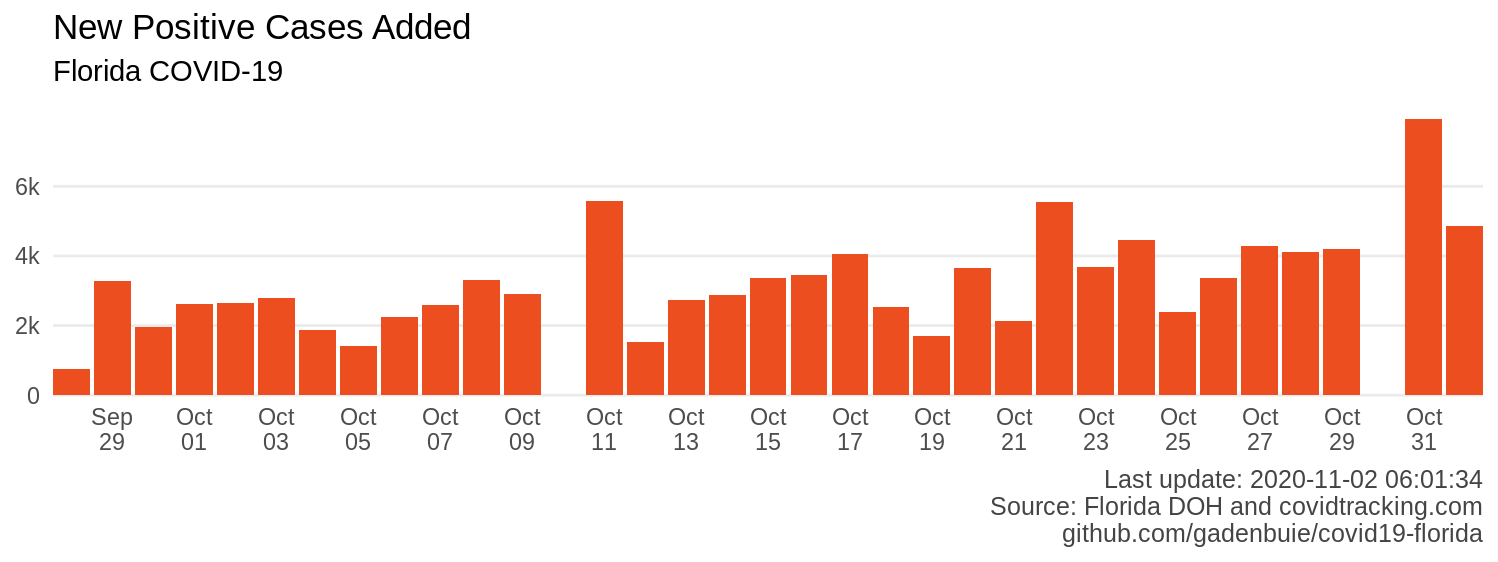 New Positive Cases Added
Florida COVID-19
6k
4k
2k
0
Sep Oct Oct Oct Oct Oct Oct Oct Oct Oct Oct Oct Oct Oct Oct Oct Oct
29 01 03 05 07 09 11 13 15 17 19 21 23 25 27 29 31
Last update: 2020-11-02 06:01:34
Source: Florida DOH and covidtracking.com
github.com/gadenbuie/covid19-florida